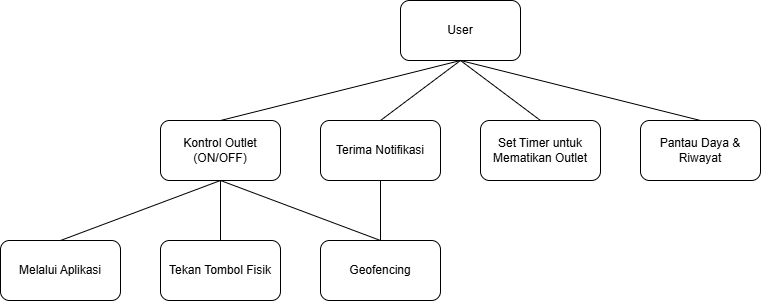 User
Kontrol Outlet
(ON/OFF)
Terima Notifikasi
Set Timer untuk
Mematikan Outlet
Pantau Daya &
Riwayat
Melalui Aplikasi
Tekan Tombol Fisik
Geofencing